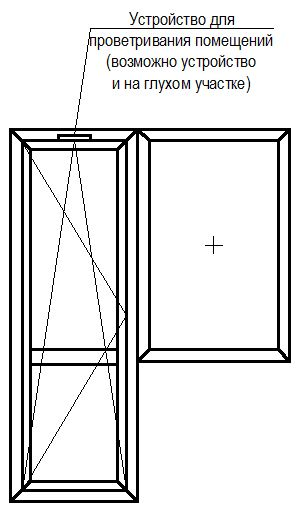 Устройство для
проветривания помещений
(возможно устройство
и на глухом участке)